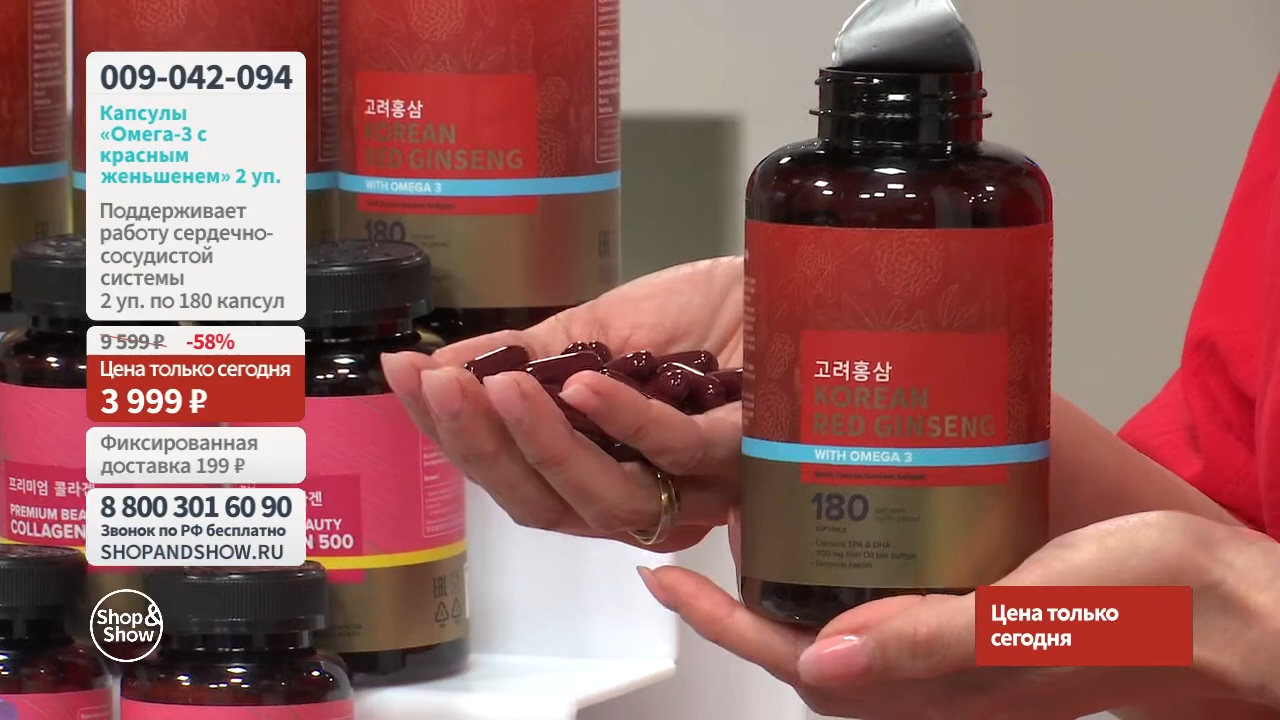 009-042-094
Капсулы
«Омега-3 с
красным
женьшенем» 2 уп.
Поддерживает
работу сердечно-
сосудистой
системы
2 уп. по 180 капсул
9 599 ₽ -58%
Цена только сегодня
3 999 ₽
Фиксированная
доставка 199 ₽
8 800 301 60 90
Звонок по РФ бесплатно
SHOPANDSHOW.RU
Shop&
Show
고려홍삼
KOREAN
RED GINSENG
WITH OMEGA 3
180
프리미엄 콜라겐
PREMIUM BEA
COLLAGEN
겐
AUTY
N 500
EAC
고려홍삼
KOREAN
RED GINSENG
WITH OMEGA 3
180
SOFTGELS
Цена только
сегодня